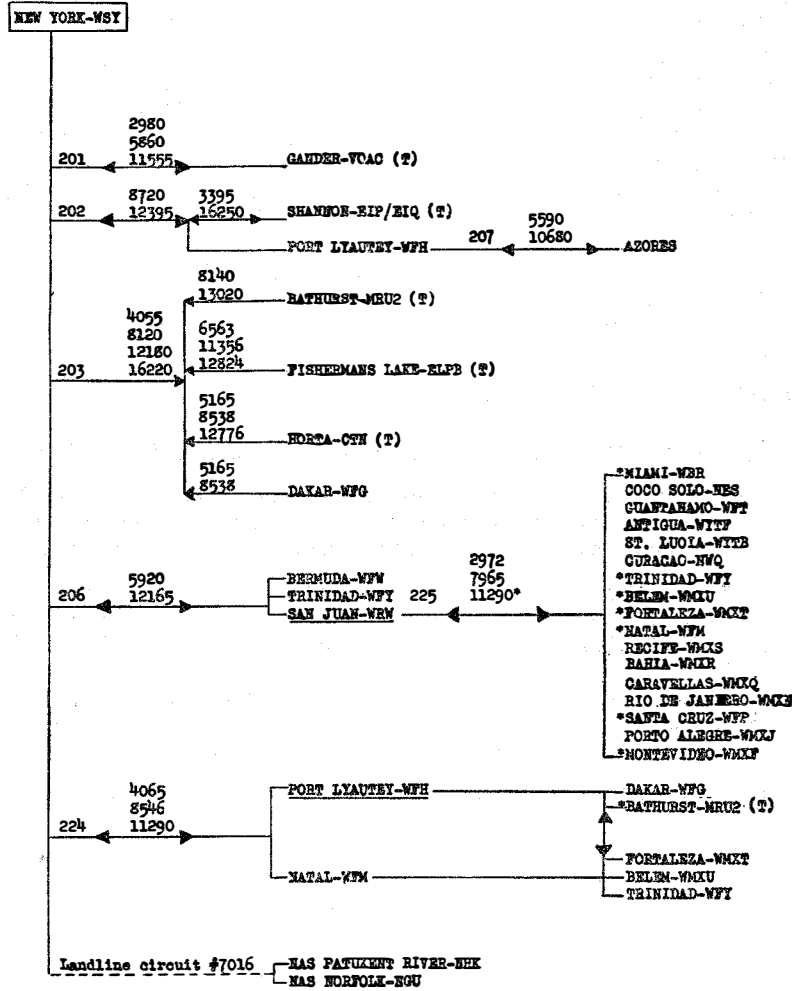 NEW YORK-WSY
2980
5860
201 11555 GANDER-VOAC (T)
8720 3395
202 12395 16250 SHANNON-EIP/EIQ (T)
5590
PORT LYAUTEY-WFH 207 10680 AZORES
8140
13020 BATHURST-MRU2 (T)
4055
8120 6563
12180 11356
203 16220 12824 FISHERMANS LAKE-ELPB (T)
5165
8538
12776 HORTA-CTN (T)
5165
8538 DAKAR-WFG
*MIAMI-WBR
COCO SOLO-NBS
GUANTANAMO-WFT
ANTIGUA-WYTF
ST. LUCIA-WYTB
CURACAO-NWQ
*TRINIDAD-WFY
*BELEM-WMXU
*FORTALEZA-WMXT
*NATAL-WFM
RECIFE-WMXS
BAHIA-WMXR
CARAVELLAS-WMXQ
RIO DE JANEERO-WMXE
*SANTA CRUZ-WFP
PORTO ALEGRE-WMXJ
*MONTEVIDEO-WMXF
5920 BERMUDA-WFW 2972
206 12165 TRINIDAD-WFY 7965
SAN JUAN-WRW 225 11290*
4065
8546
224 11290
PORT LYAUTEY-WFH DAKAR-WFG
*BATHURST-MRU2 (T)
FORTALEZA-WMXT
NATAL-WFM BELEM-WMXU
TRINIDAD-WFY
Landline circuit #7016 NAS PATUXENT RIVER-NHK
NAS NORFOLK-NGU